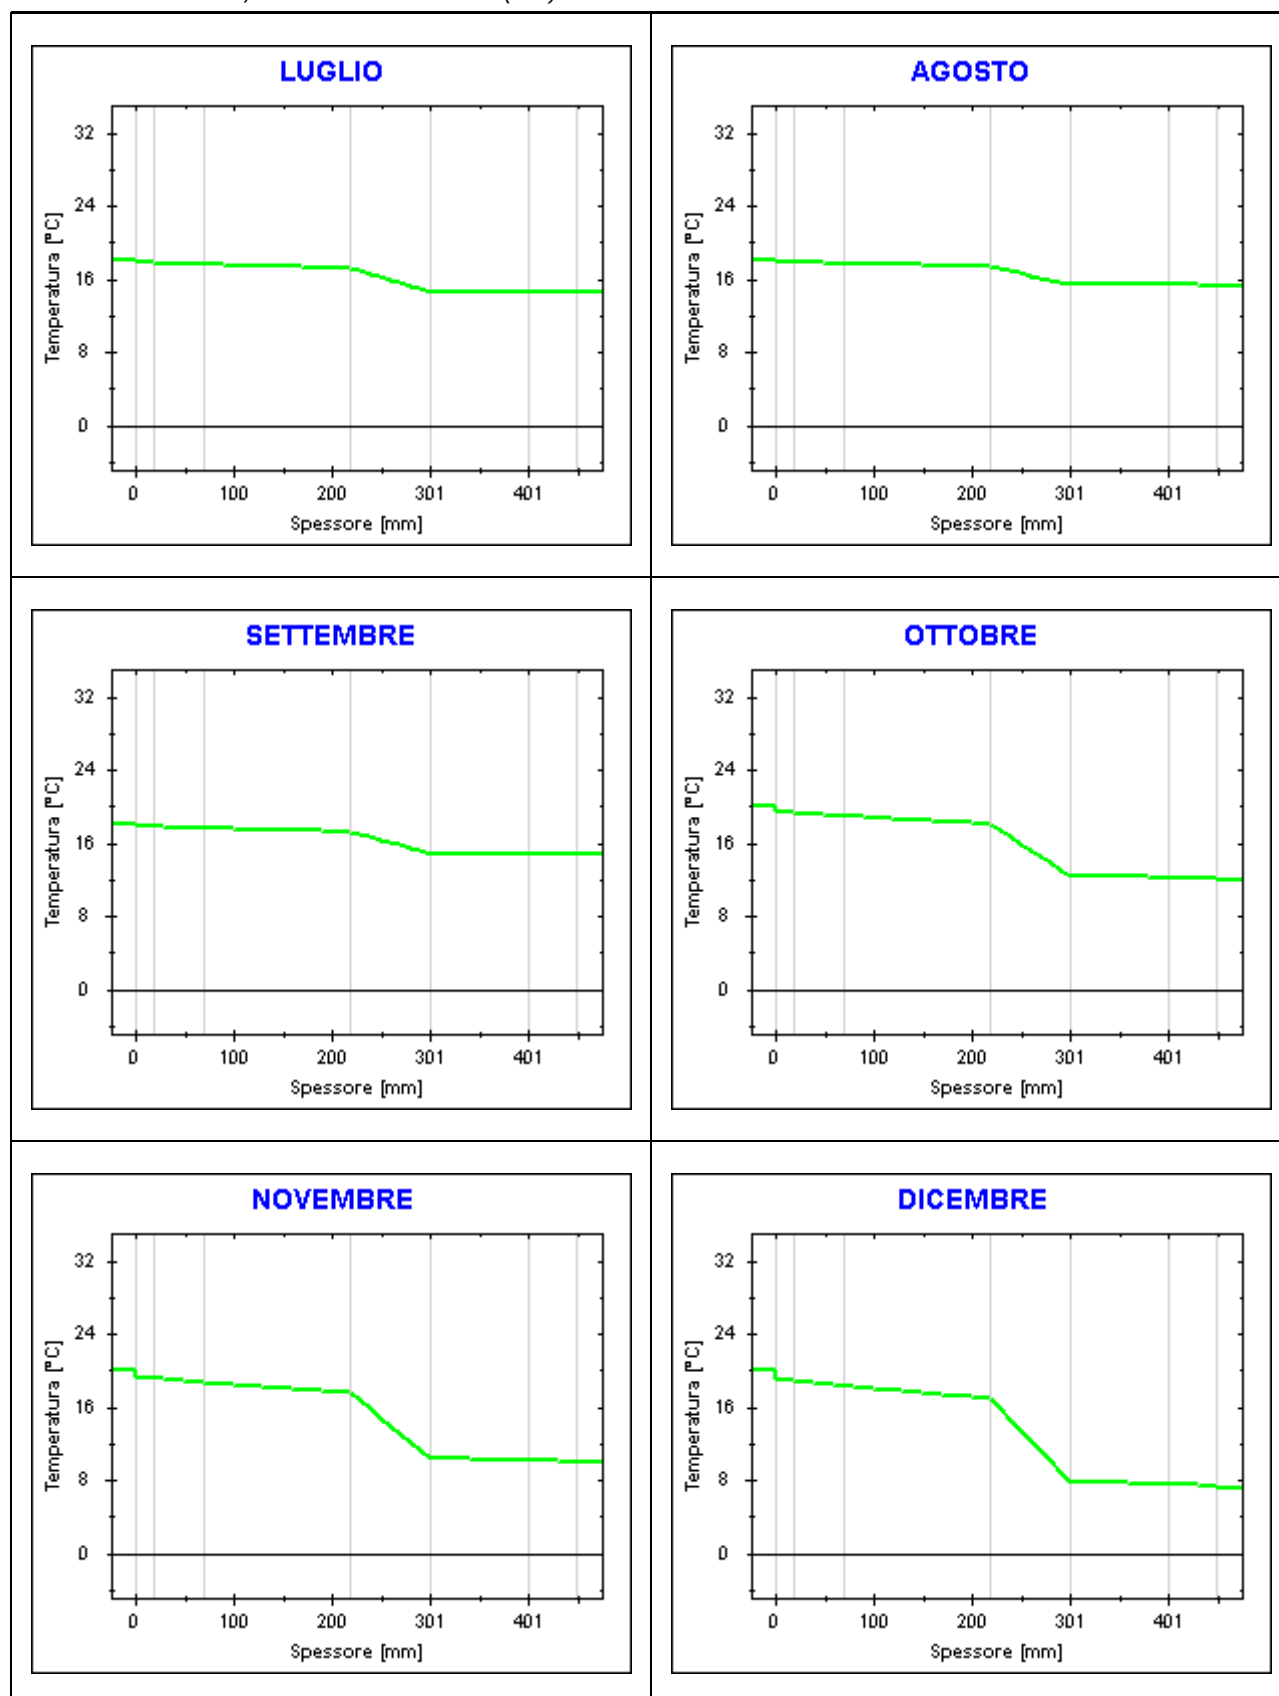 LUGLIO
32
24
16
8
0
Temperatura [°C]
0 100 200 301 401
Spessore [mm]
AGOSTO
32
24
16
8
0
Temperatura [°C]
0 100 200 301 401
Spessore [mm]
SETTEMBRE
32
24
16
8
0
Temperatura [°C]
0 100 200 301 401
Spessore [mm]
OTTOBRE
32
24
16
8
0
Temperatura [°C]
0 100 200 301 401
Spessore [mm]
NOVEMBRE
32
24
16
8
0
Temperatura [°C]
0 100 200 301 401
Spessore [mm]
DICEMBRE
32
24
16
8
0
Temperatura [°C]
0 100 200 301 401
Spessore [mm]